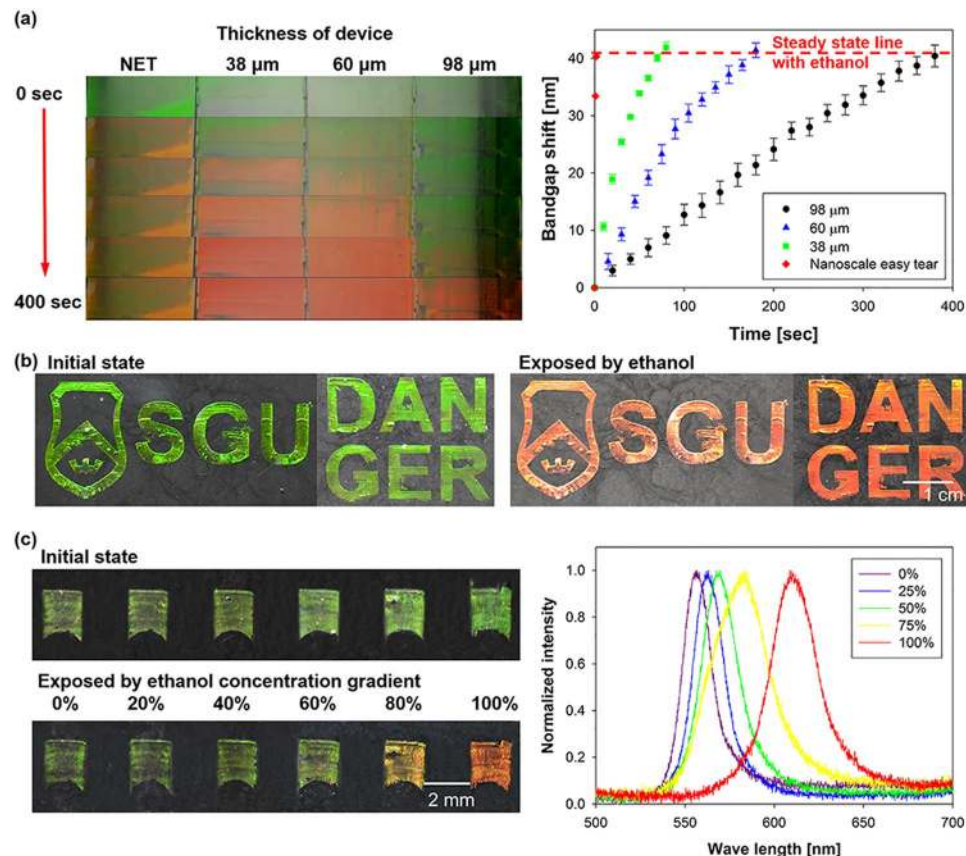 (a)
Thickness of device
NET 38 µm 60 µm 98 µm
0 sec
400 sec
Steady state line
with ethanol
Bandgap shift [nm]
40
30
20
10
0
98 µm
60 µm
38 µm
Nanoscale easy tear
0 100 200 300 400
Time [sec]
(b)
Initial state
Exposed by ethanol
SGU
DAN
GER
SGU
DAN
GER
1 cm
(c)
Initial state
Exposed by ethanol concentration gradient
0% 20% 40% 60% 80% 100%
2 mm
Normalized intensity
1.0
0.8
0.6
0.4
0.2
0.0
0%
25%
50%
75%
100%
500 550 600 650 700
Wave length [nm]